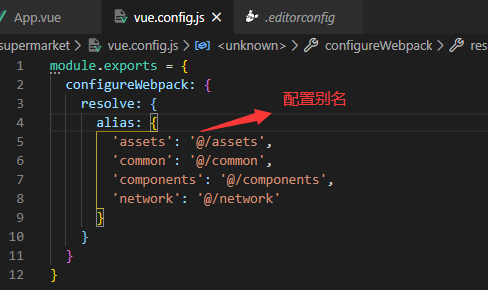 App.vue
vue.config.js ×
.editorconfig
supermarket > vue.config.js > <unknown> > configureWebpack > res
1 module.exports = {
2 configureWebpack: {
3 resolve: {
4 alias: {
配置别名
5 'assets': '@/assets',
6 'common': '@/common',
7 'components': '@/components',
8 'network': '@/network'
9 }
10 }
11 }
12 }